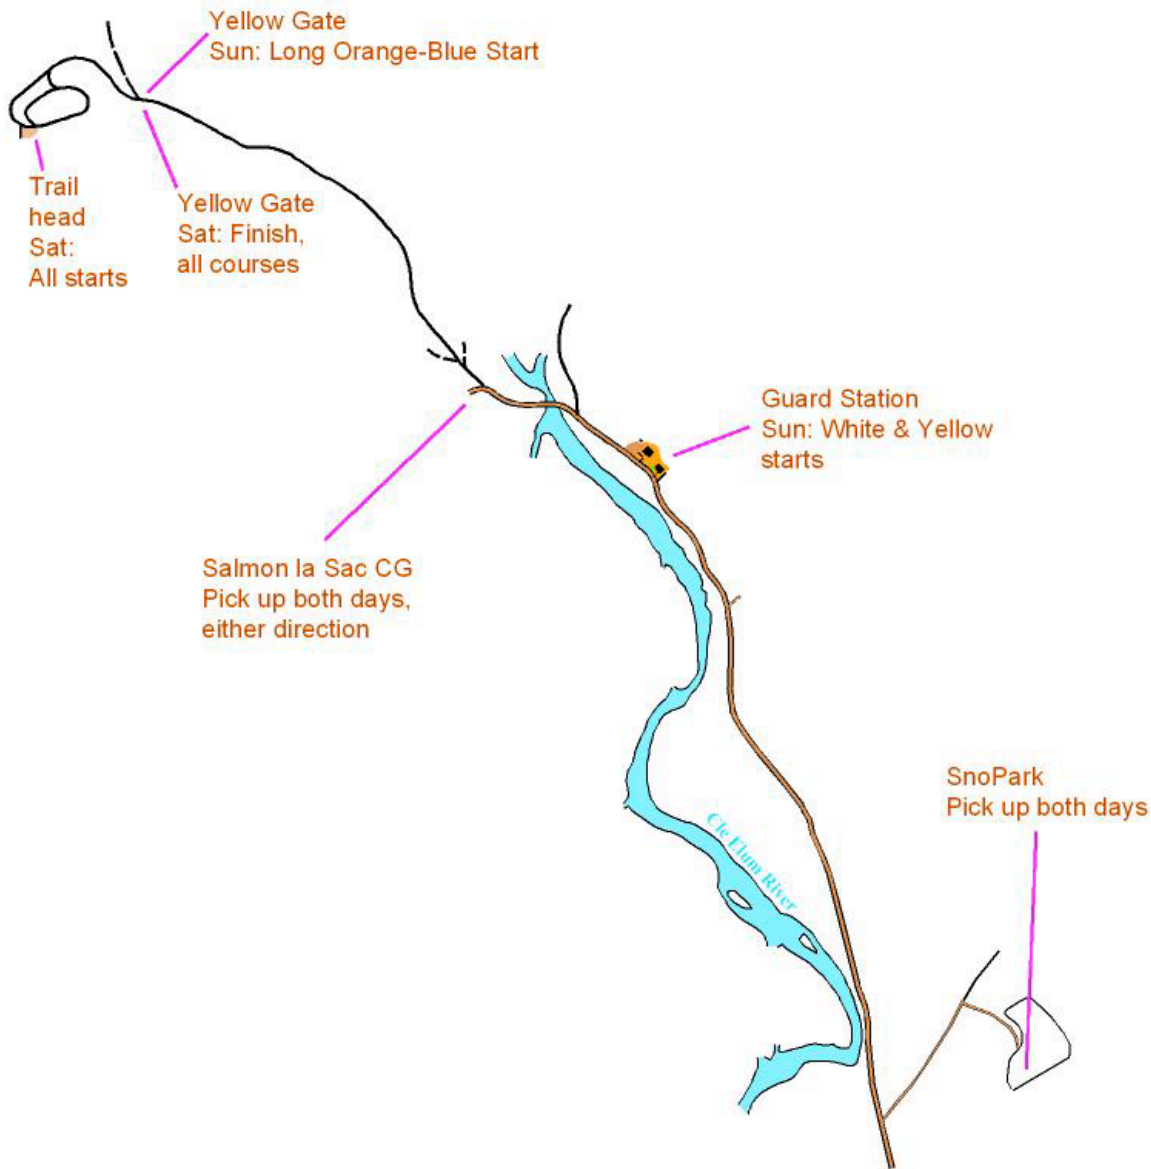 Yellow Gate
Sun: Long Orange-Blue Start
Trail
head
Sat:
All starts
Yellow Gate
Sat: Finish,
all courses
Guard Station
Sun: White & Yellow
starts
Salmon la Sac CG
Pick up both days,
either direction
SnoPark
Pick up both days
Cle Elum River